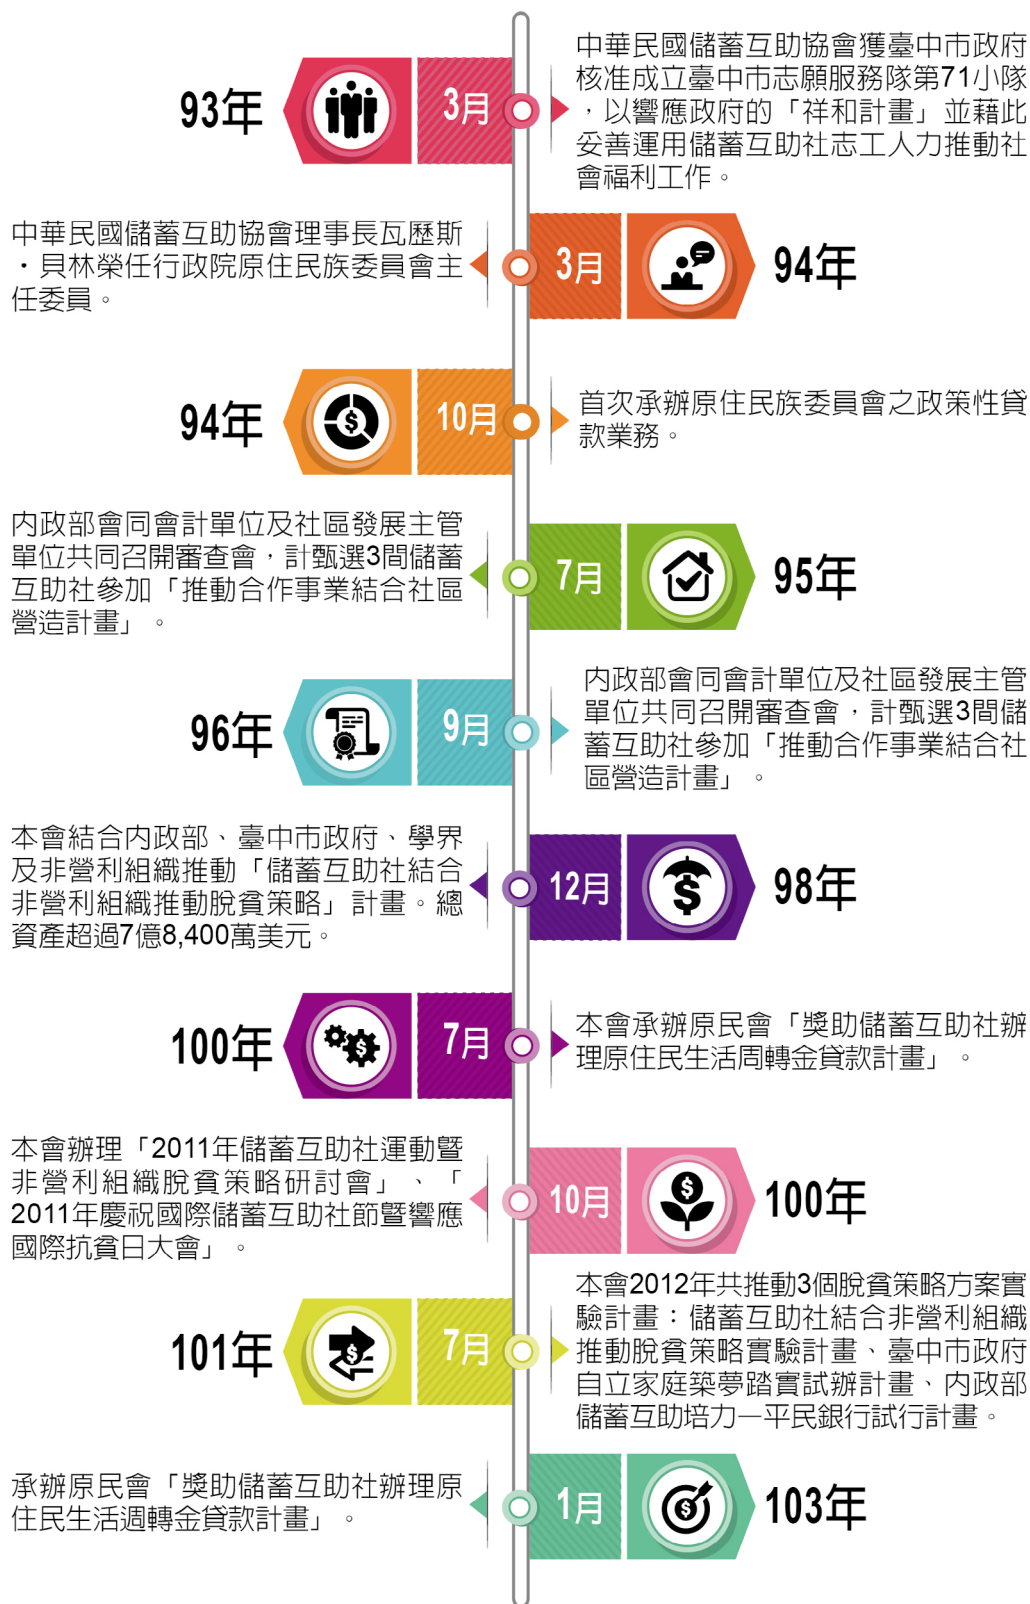 93年
3月
中華民國儲蓄互助協會獲臺中市政府
核准成立臺中市志願服務隊第71小隊
，以響應政府的「祥和計畫」並藉此
妥善運用儲蓄互助社志工人力推動社
會福利工作。
中華民國儲蓄互助協會理事長瓦歷斯
・貝林榮任行政院原住民族委員會主
任委員。
3月
94年
94年
10月
首次承辦原住民族委員會之政策性貸
款業務。
內政部會同會計單位及社區發展主管
單位共同召開審查會，計甄選3間儲蓄
互助社參加「推動合作事業結合社區
營造計畫」。
7月
95年
96年
9月
內政部會同會計單位及社區發展主管
單位共同召開審查會，計甄選3間儲
蓄互助社參加「推動合作事業結合社
區營造計畫」。
本會結合內政部、臺中市政府、學界
及非營利組織推動「儲蓄互助社結合
非營利組織推動脫貧策略」計畫。總
資產超過7億8,400萬美元。
12月
98年
100年
7月
本會承辦原民會「獎助儲蓄互助社辦
理原住民生活周轉金貸款計畫」。
本會辦理「2011年儲蓄互助社運動暨
非營利組織脫貧策略研討會」、「
2011年慶祝國際儲蓄互助社節暨響應
國際抗貧日大會」。
10月
100年
101年
7月
本會2012年共推動3個脫貧策略方案實
驗計畫：儲蓄互助社結合非營利組織
推動脫貧策略實驗計畫、臺中市政府
自立家庭築夢踏實試辦計畫、內政部
儲蓄互助培力—平民銀行試行計畫。
承辦原民會「獎助儲蓄互助社辦理原
住民生活週轉金貸款計畫」。
1月
103年